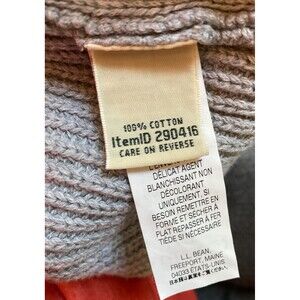 100% COTTON
ItemID 290416
CARE ON REVERSE
DÉLICAT AGENT
BLANCHISSANT NON
DÉCOLORANT
UNIQUEMENT, SI
BESOIN REMETTRE EN
FORME ET SÉCHER À
PLAT REPASSER À FER
TIÈDE SI NÉCESSAIRE
L.L. BEAN
FREEPORT, MAINE
04033 ÉTATS-UNIS